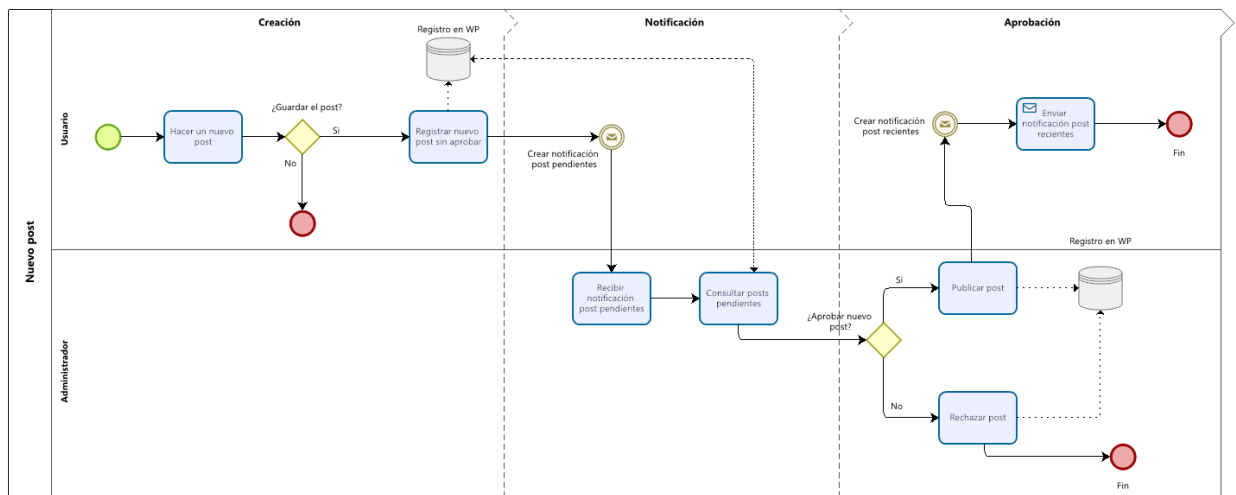 Creación
Notificación
Aprobación
Nuevo post
Usuario
Administrador
Registro en WP
¿Guardar el post?
Hacer un nuevo
post
Si
No
Registrar nuevo
post sin aprobar
Crear notificación
post pendientes
Crear notificación
post recientes
Enviar
notificación post
recientes
Fin
Registro en WP
Recibir
notificación
post pendientes
Consultar posts
pendientes
¿Aprobar nuevo
post?
Si
Publicar post
No
Rechazar post
Fin